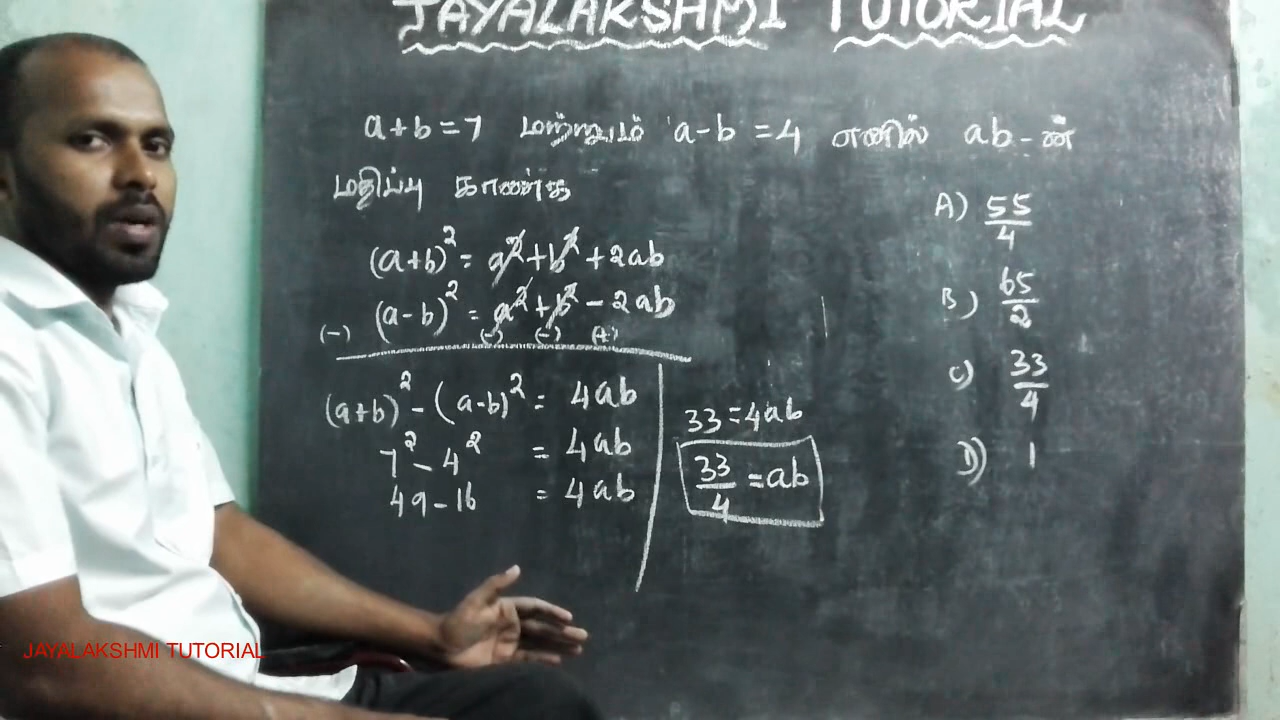 JAYALAKSHMI TUTORIAL
a+b=7 மற்றும் a-b=4 எனில் ab-ன்
மதிப்பு காண்க
(a+b)² = a²+b²+2ab
(a-b)² = a²+b²-2ab
(-) (-) (-) (+)
(a+b)²-(a-b)² = 4ab
7²-4² = 4ab
49-16 = 4ab
33=4ab
33/4=ab
A) 55/4
B) 65/2
C) 33/4
D) 1
JAYALAKSHMI TUTORIAL